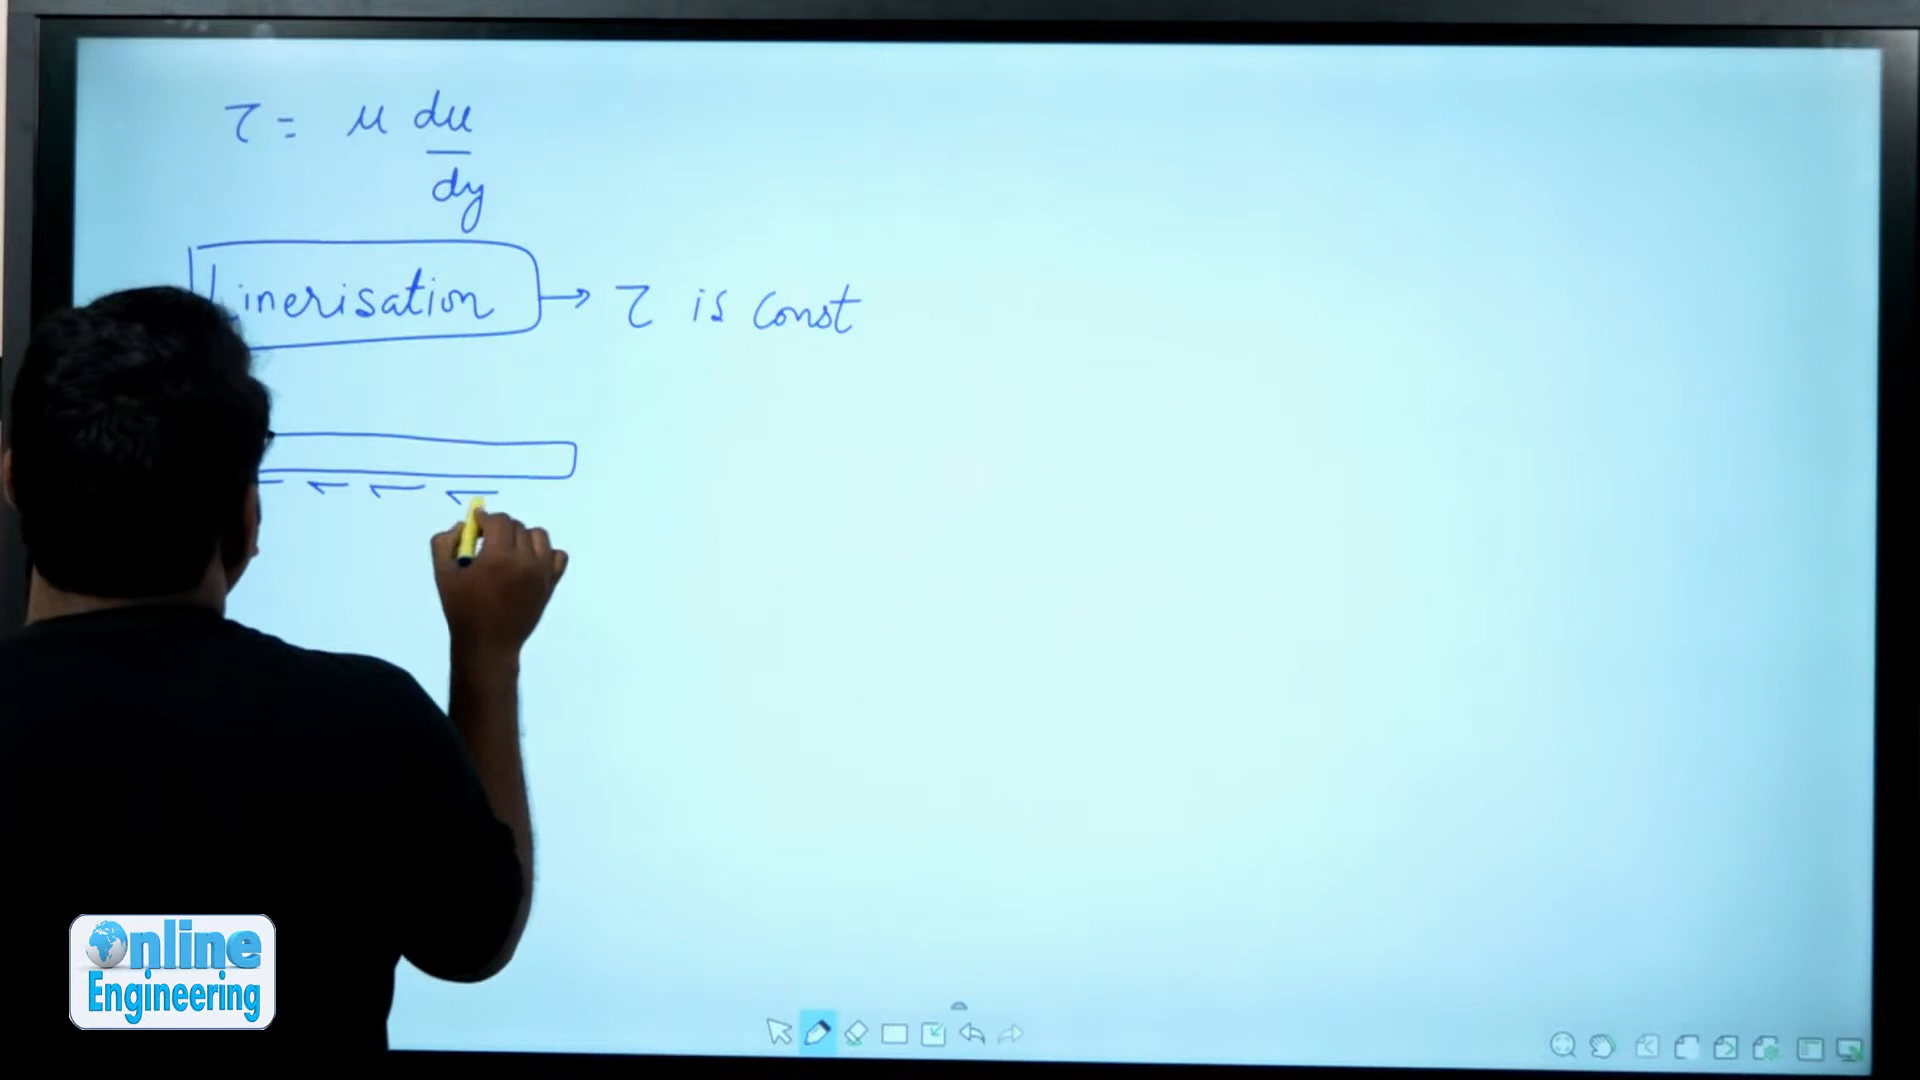 τ = μ du
dy
Linerisation → τ is const
Online
Engineering